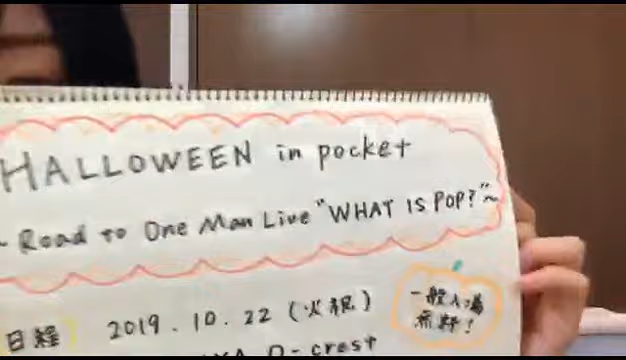 HALLOWEEN in pocket
~ Road to One Man Live "WHAT IS POP?" ~
日程 2019.10.22 (火祝)
一般入場
無料!
O-crest